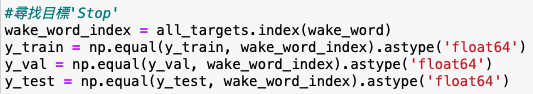 #尋找目標'Stop'
wake_word_index = all_targets.index(wake_word)
y_train = np.equal(y_train, wake_word_index).astype('float64')
y_val = np.equal(y_val, wake_word_index).astype('float64')
y_test = np.equal(y_test, wake_word_index).astype('float64')